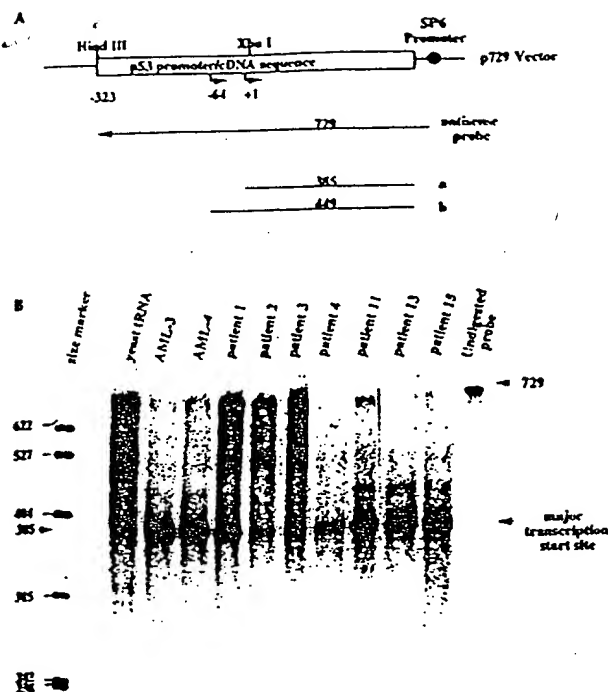 A
Hind III
Xba I
SP6
Promoter
p53 promoter/cDNA sequence
p729 Vector
-323
-64
+1
729
antisense
probe
385
a
449
b
B
size marker
yeast tRNA
AML-3
AML-4
patient 1
patient 2
patient 3
patient 4
patient 11
patient 13
patient 15
Undigested
probe
729
622
527
404
385
major
transcription
start site